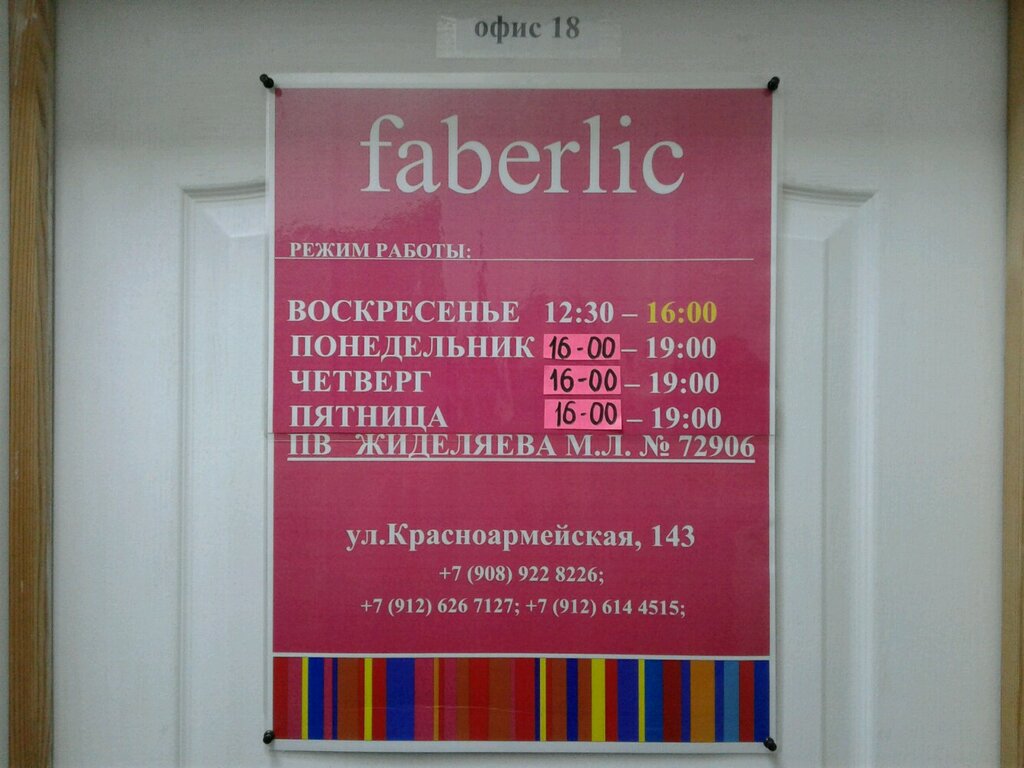 офис 18
faberlic
РЕЖИМ РАБОТЫ:
ВОСКРЕСЕНЬЕ 12:30 – 16:00
ПОНЕДЕЛЬНИК 16-00 – 19:00
ЧЕТВЕРГ 16-00 – 19:00
ПЯТНИЦА 16-00 – 19:00
ПВ ЖИДЕЛЯЕВА М.Л. № 72906
ул.Красноармейская, 143
+7 (908) 922 8226;
+7 (912) 626 7127; +7 (912) 614 4515;